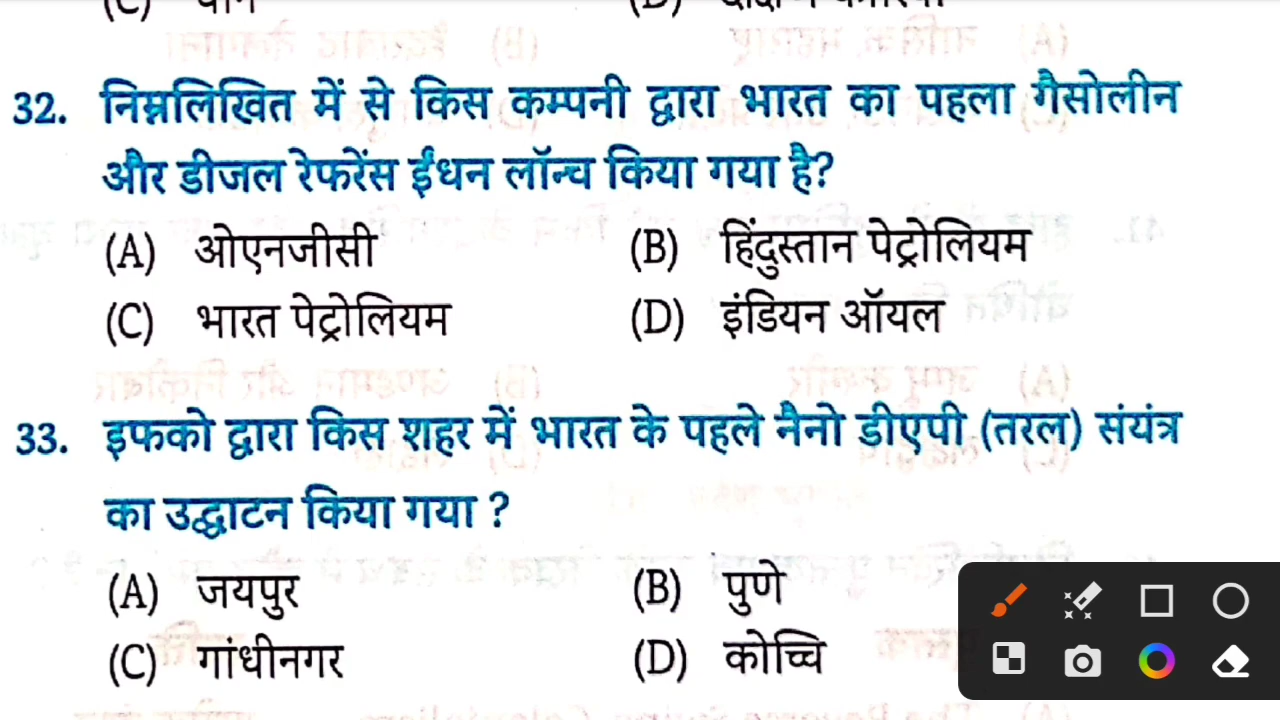 32. निम्नलिखित में से किस कम्पनी द्वारा भारत का पहला गैसोलीन
और डीजल रेफरेंस ईंधन लॉन्च किया गया है?
(A) ओएनजीसी (B) हिंदुस्तान पेट्रोलियम
(C) भारत पेट्रोलियम (D) इंडियन ऑयल
33. इफको द्वारा किस शहर में भारत के पहले नैनो डीएपी (तरल) संयंत्र
का उद्घाटन किया गया ?
(A) जयपुर (B) पुणे
(C) गांधीनगर (D) कोच्चि